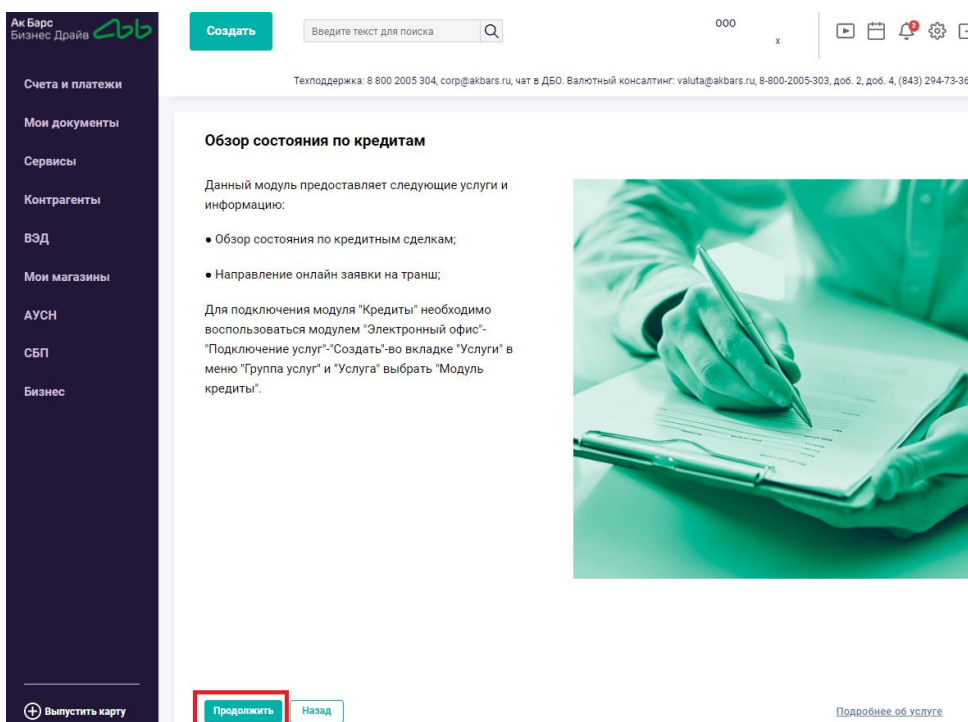 Ак Барс
Бизнес Драйв
Создать
Введите текст для поиска
ООО
х
2
Техподдержка: 8 800 2005 304, corp@akbars.ru, чат в ДБО. Валютный консалтинг: valuta@akbars.ru, 8-800-2005-303, доб. 2, доб. 4, (843) 294-73-36
Счета и платежи
Мои документы
Сервисы
Контрагенты
ВЭД
Мои магазины
АУСН
СБП
Бизнес
Выпустить карту
Обзор состояния по кредитам
Данный модуль предоставляет следующие услуги и
информацию:
● Обзор состояния по кредитным сделкам;
● Направление онлайн заявки на транш;
Для подключения модуля "Кредиты" необходимо
воспользоваться модулем "Электронный офис"-
"Подключение услуг"-"Создать"-во вкладке "Услуги" в
меню "Группа услуг" и "Услуга" выбрать "Модуль
кредиты".
Продолжить
Назад
Подробнее об услуге